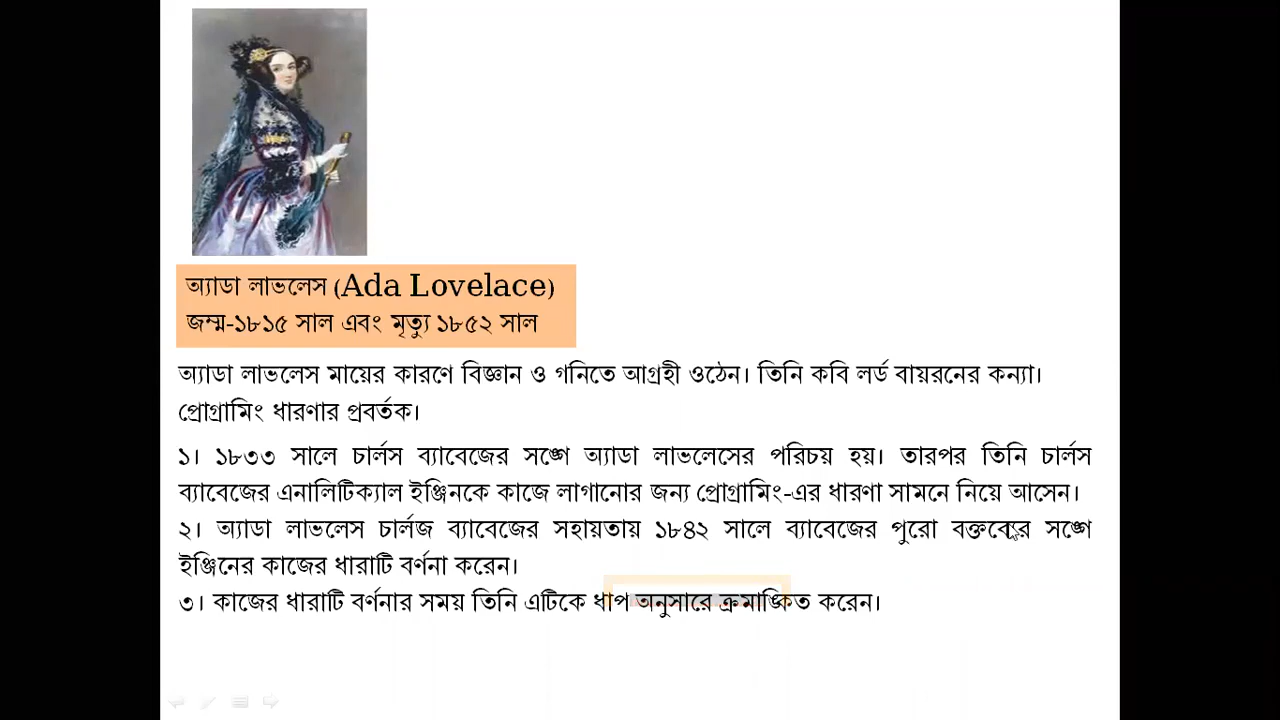 অ্যাডা লাভলেস (Ada Lovelace)
জম্ম-১৮১৫ সাল এবং মৃত্যু ১৮৫২ সাল
অ্যাডা লাভলেস মায়ের কারণে বিজ্ঞান ও গনিতে আগ্রহী ওঠেন। তিনি কবি লর্ড বায়রনের কন্যা।
প্রোগ্রামিং ধারণার প্রবর্তক।
১। ১৮৩৩ সালে চার্লস ব্যাবেজের সঙ্গে অ্যাডা লাভলেসের পরিচয় হয়। তারপর তিনি চার্লস
ব্যাবেজের এনালিটিক্যাল ইঞ্জিনকে কাজে লাগানোর জন্য প্রোগ্রামিং-এর ধারণা সামনে নিয়ে আসেন।
২। অ্যাডা লাভলেস চার্লজ ব্যাবেজের সহায়তায় ১৮৪২ সালে ব্যাবেজের পুরো বক্তব্যের সঙ্গে
ইঞ্জিনের কাজের ধারাটি বর্ণনা করেন।
৩। কাজের ধারাটি বর্ণনার সময় তিনি এটিকে ধাপ অনুসারে ক্রমাঙ্কিত করেন।